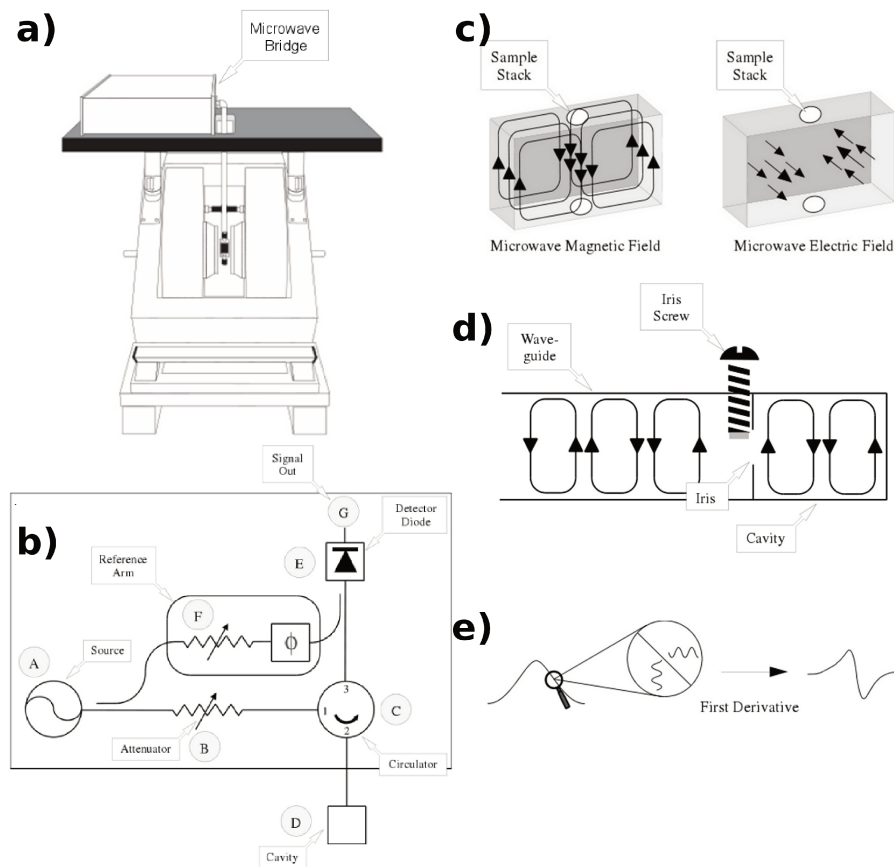 a)
Microwave
Bridge
c)
Sample
Stack
Sample
Stack
Microwave Magnetic Field
Microwave Electric Field
d)
Iris
Screw
Wave-
guide
Iris
Cavity
b)
Signal
Out
G
Detector
Diode
E
Reference
Arm
F
ϕ
A
Source
3
1
2
C
Attenuator
B
Circulator
D
Cavity
e)
First Derivative